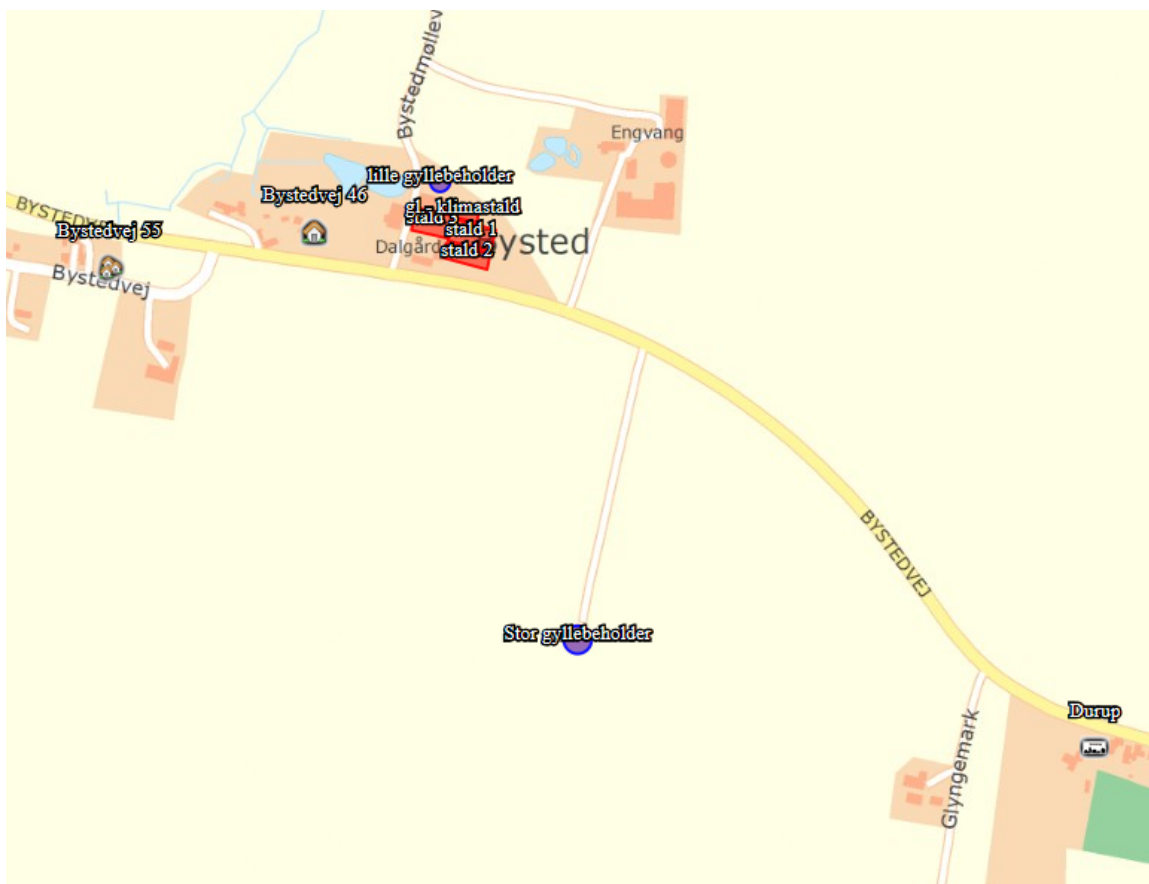 Bystedmøllev
Engvang
lille gyllebeholder
Bystedvej 46
gl.- klimastald
stald 3
BYSTEDV
Bystedvej 55
stald 1
Dalgård
ysted
stald 2
Bystedvej
BYSTEDVEJ
Stor gyllebeholder
Durup
Glyngemark